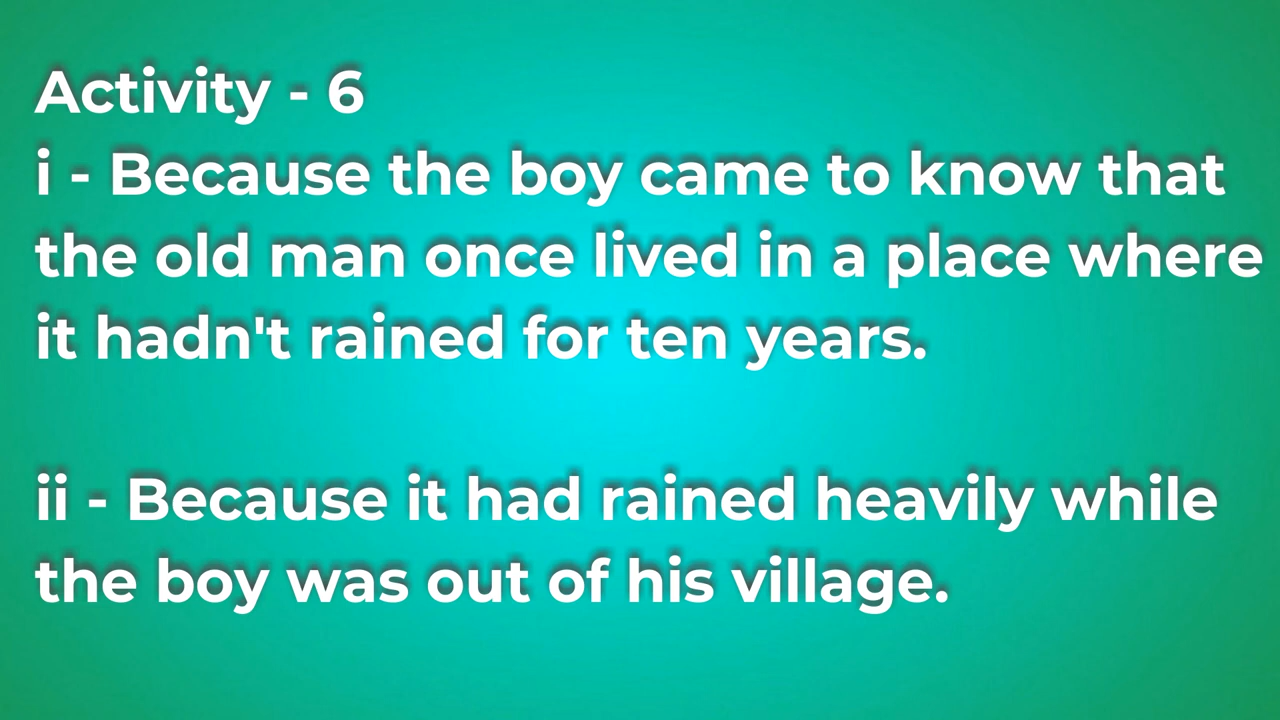 Activity - 6
i - Because the boy came to know that
the old man once lived in a place where
it hadn't rained for ten years.
ii - Because it had rained heavily while
the boy was out of his village.